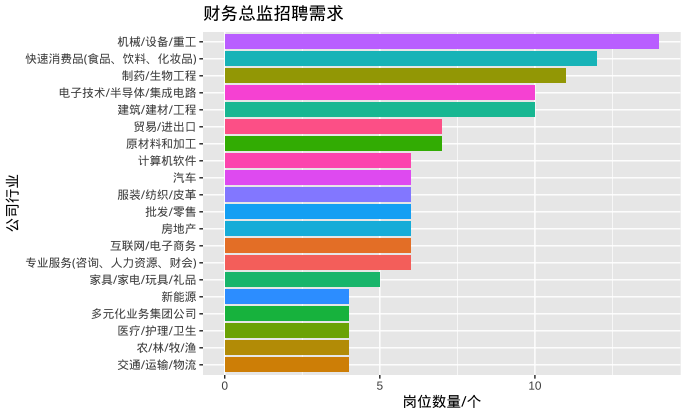 财务总监招聘需求
公司行业
机械/设备/重工
快速消费品(食品、饮料、化妆品)
制药/生物工程
电子技术/半导体/集成电路
建筑/建材/工程
贸易/进出口
原材料和加工
计算机软件
汽车
服装/纺织/皮革
批发/零售
房地产
互联网/电子商务
专业服务(咨询、人力资源、财会)
家具/家电/玩具/礼品
新能源
多元化业务集团公司
医疗/护理/卫生
农/林/牧/渔
交通/运输/物流
0 5 10
岗位数量/个